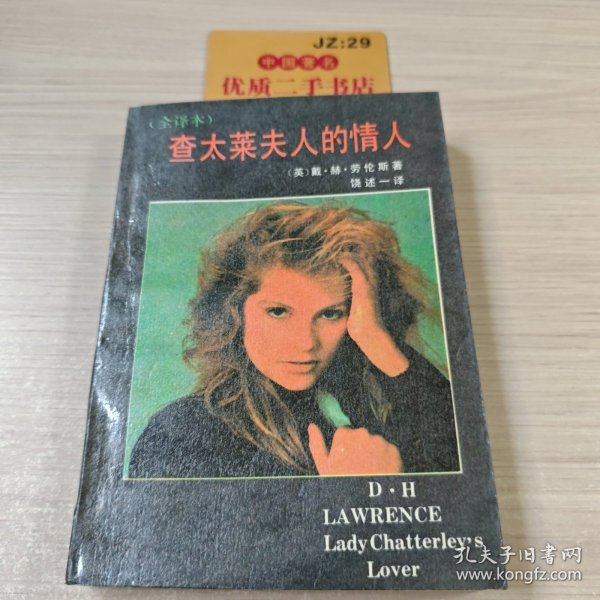 JZ:29
中国著名
优质二手书店
(全译本)
查太莱夫人的情人
(英)戴·赫·劳伦斯著
饶述一译
D·H
LAWRENCE
Lady Chatterley's
Lover
孔夫子旧书网
www.kongfz.com